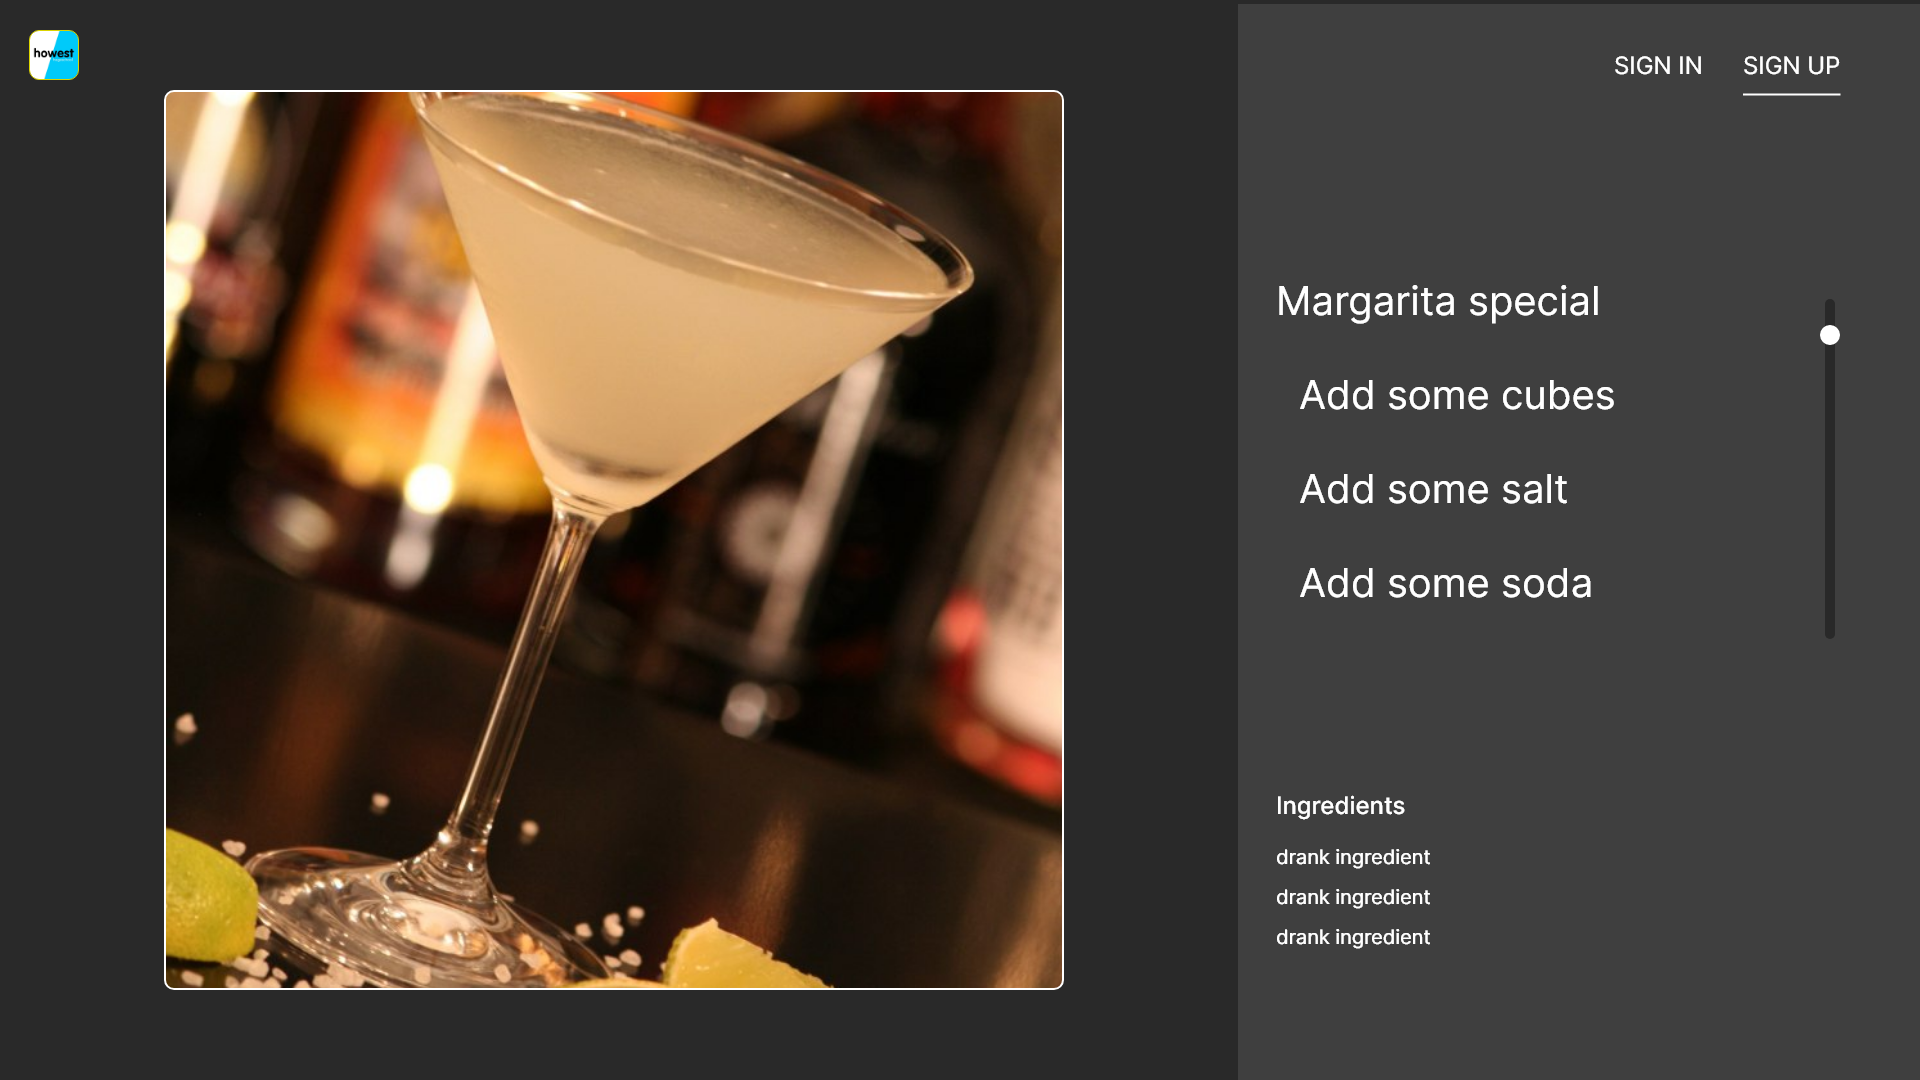 howest
SIGN IN
SIGN UP
Margarita special
Add some cubes
Add some salt
Add some soda
Ingredients
drank ingredient
drank ingredient
drank ingredient